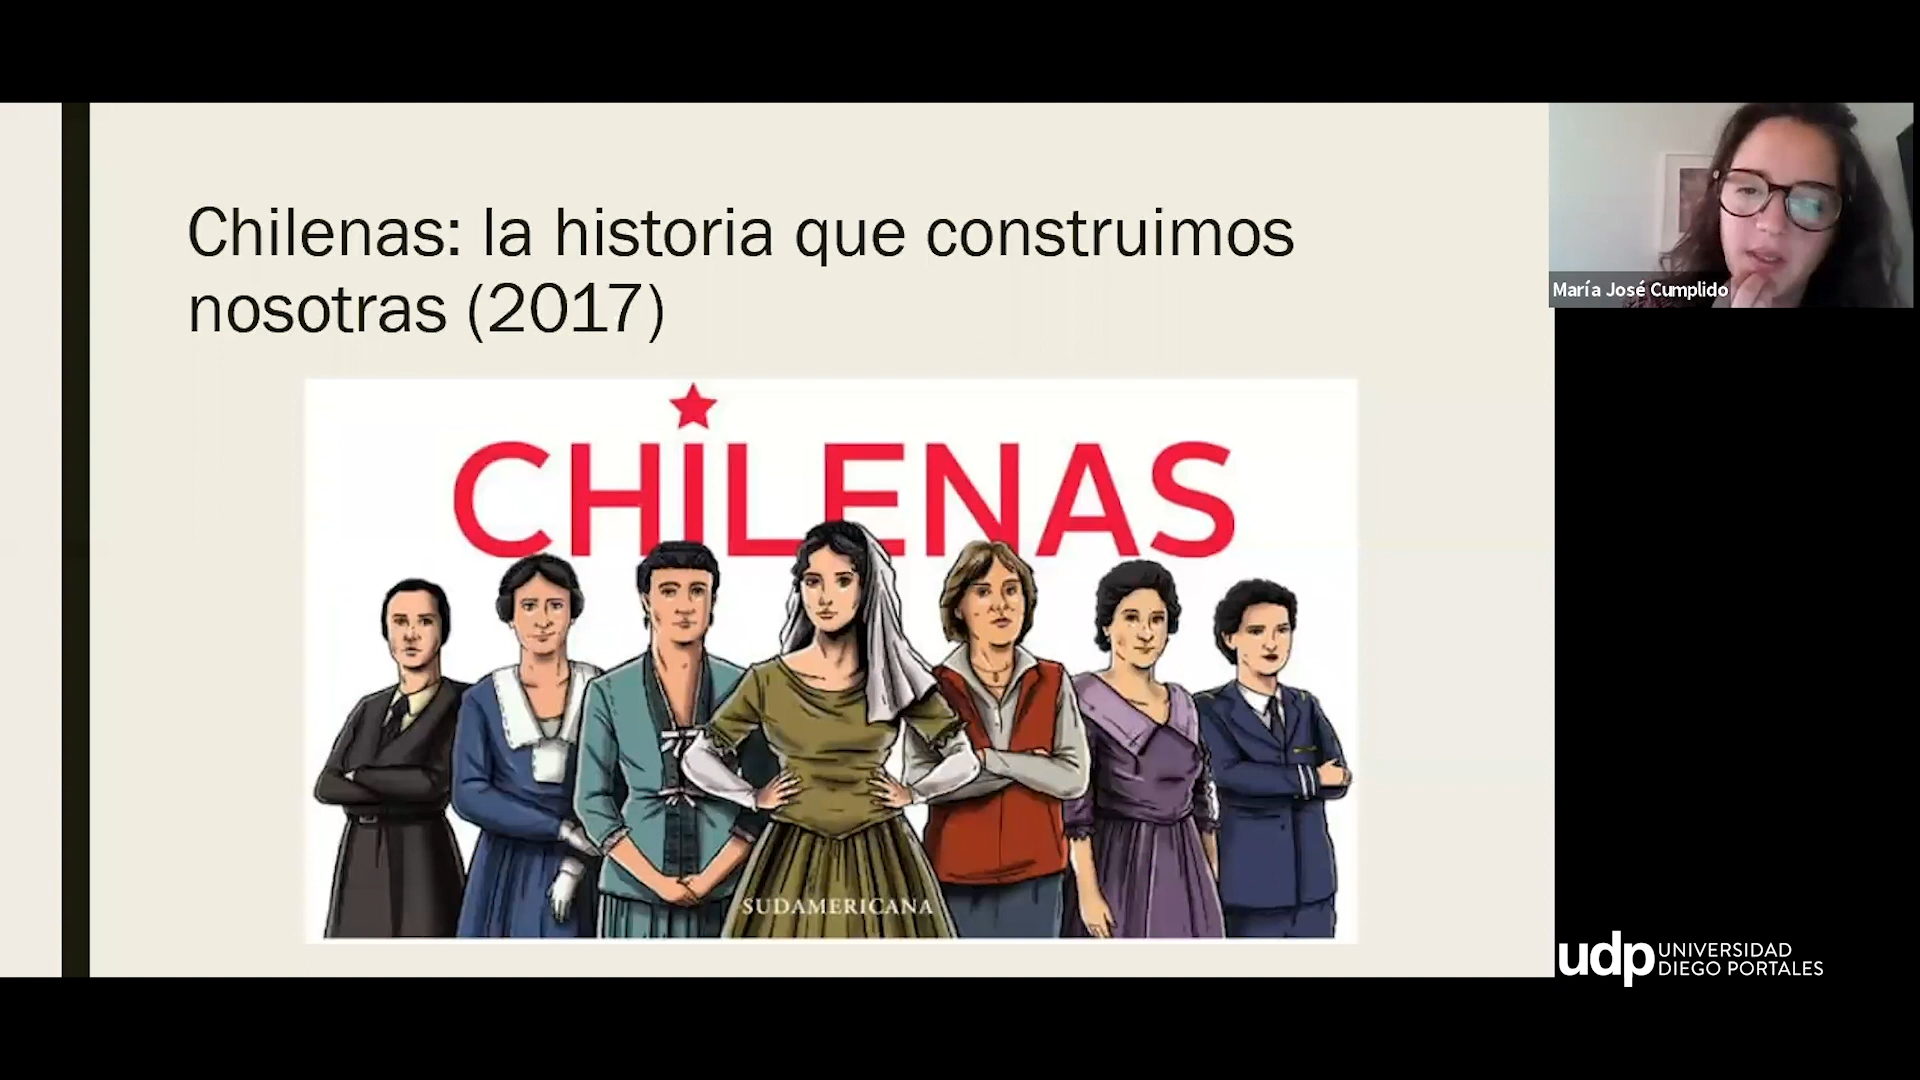 Chilenas: la historia que construimos
nosotras (2017)
CHILENAS
SUDAMERICANA
María José Cumplido
udp UNIVERSIDAD
DIEGO PORTALES